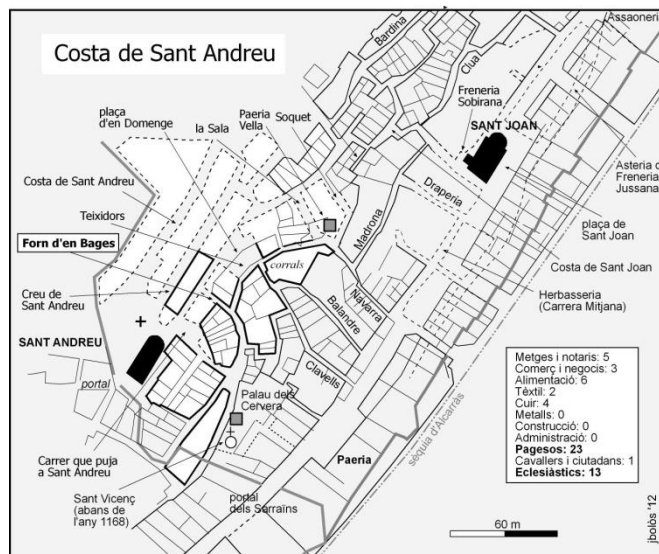 Costa de Sant Andreu
plaça
d'en Domenge
la Sala
Paeria
Vella
Soquet
Bardina
Clua
Assaoneria
Freneria
Sobirana
SANT JOAN
Costa de Sant Andreu
Teixidors
Forn d'en Bages
Creu de
Sant Andreu
SANT ANDREU
portal
corrals
Madrona
Draperia
Navarra
Balandre
Clavells
Asteria o
Freneria
Jussana
plaça de
Sant Joan
Costa de Sant Joan
Herbasseria
(Carrera Mitjana)
Palau dels
Cervera
Carrer que puja
a Sant Andreu
Sant Vicenç
(abans de
l'any 1168)
portal
dels Sarraïns
Paeria
sèquia d'Alcarràs
Metges i notaris: 5
Comerç i negocis: 3
Alimentació: 6
Tèxtil: 2
Cuir: 4
Metalls: 0
Construcció: 0
Administració: 0
Pagesos: 23
Cavallers i ciutadans: 1
Eclesiàstics: 13
60 m
jbolòs '12